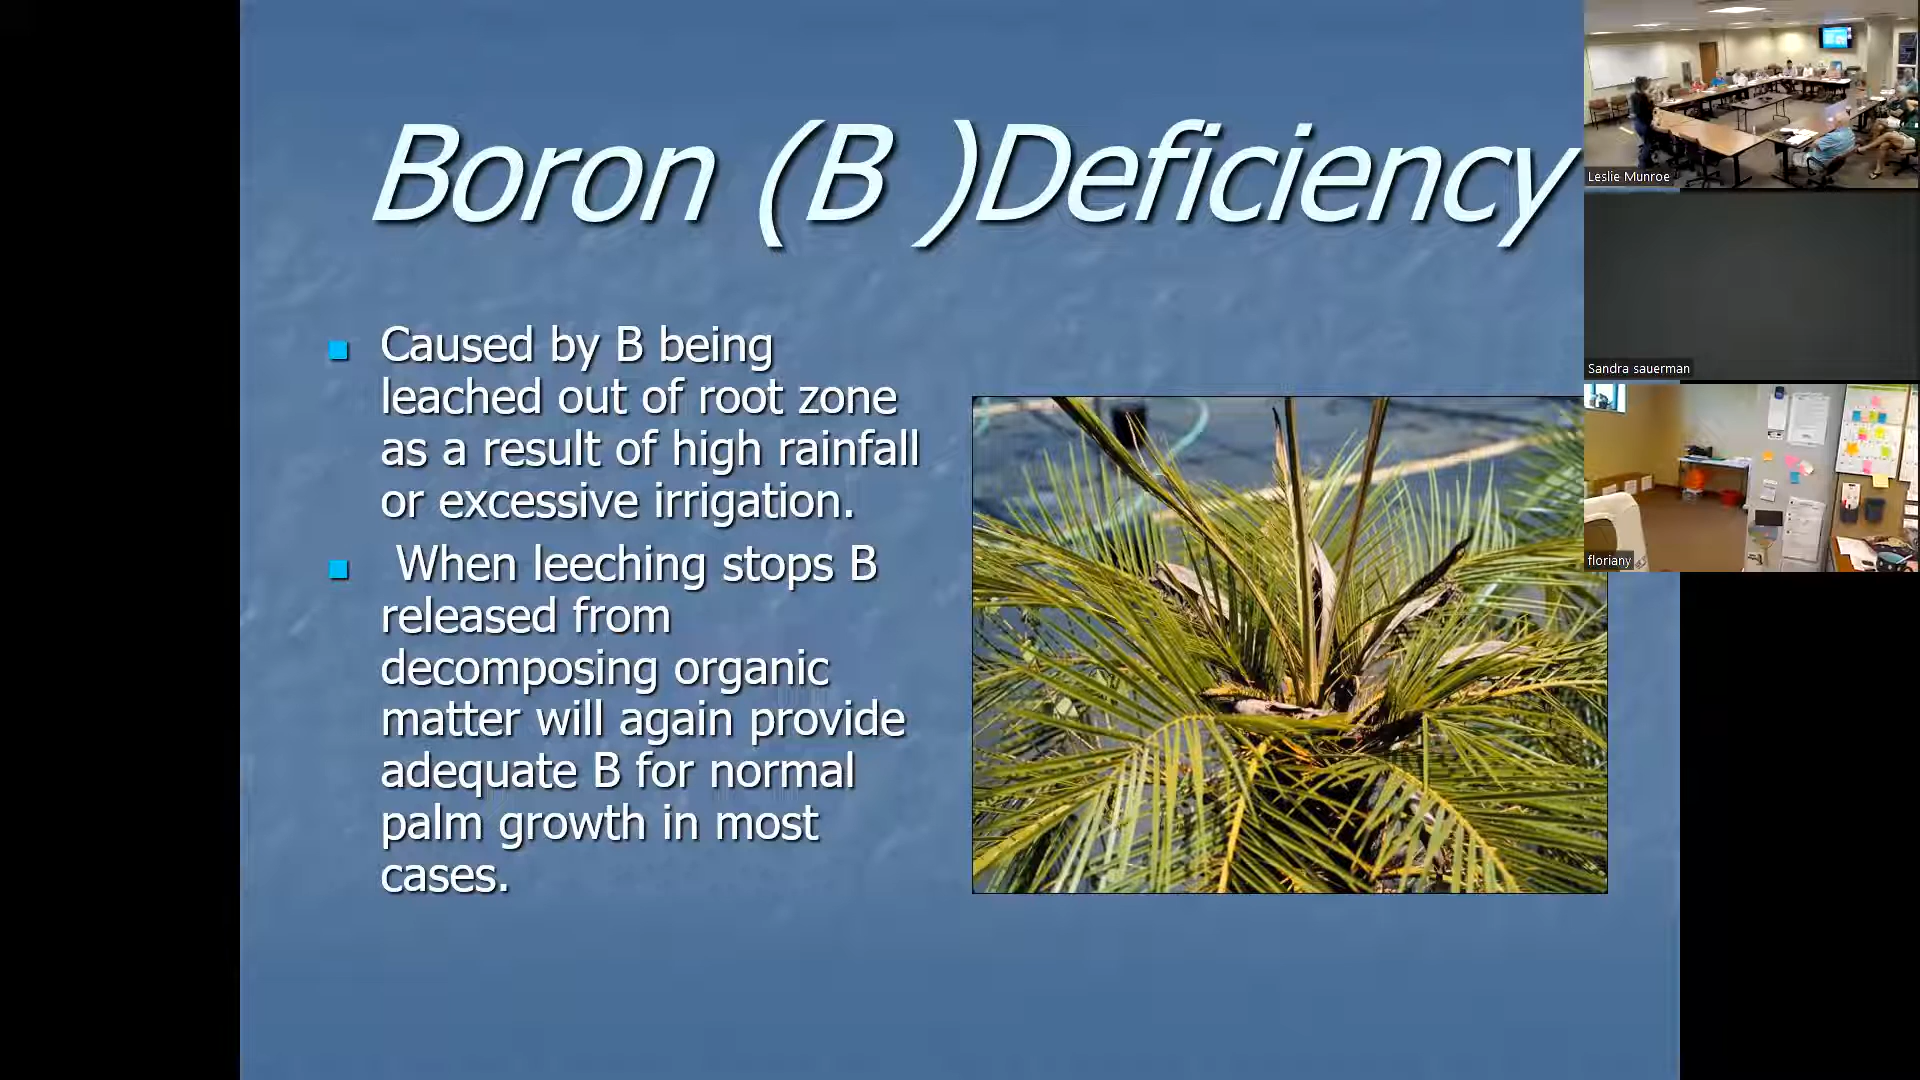 Boron (B )Deficiency
Caused by B being
leached out of root zone
as a result of high rainfall
or excessive irrigation.
When leeching stops B
released from
decomposing organic
matter will again provide
adequate B for normal
palm growth in most
cases.
Leslie Munroe
Sandra sauerman
floriany